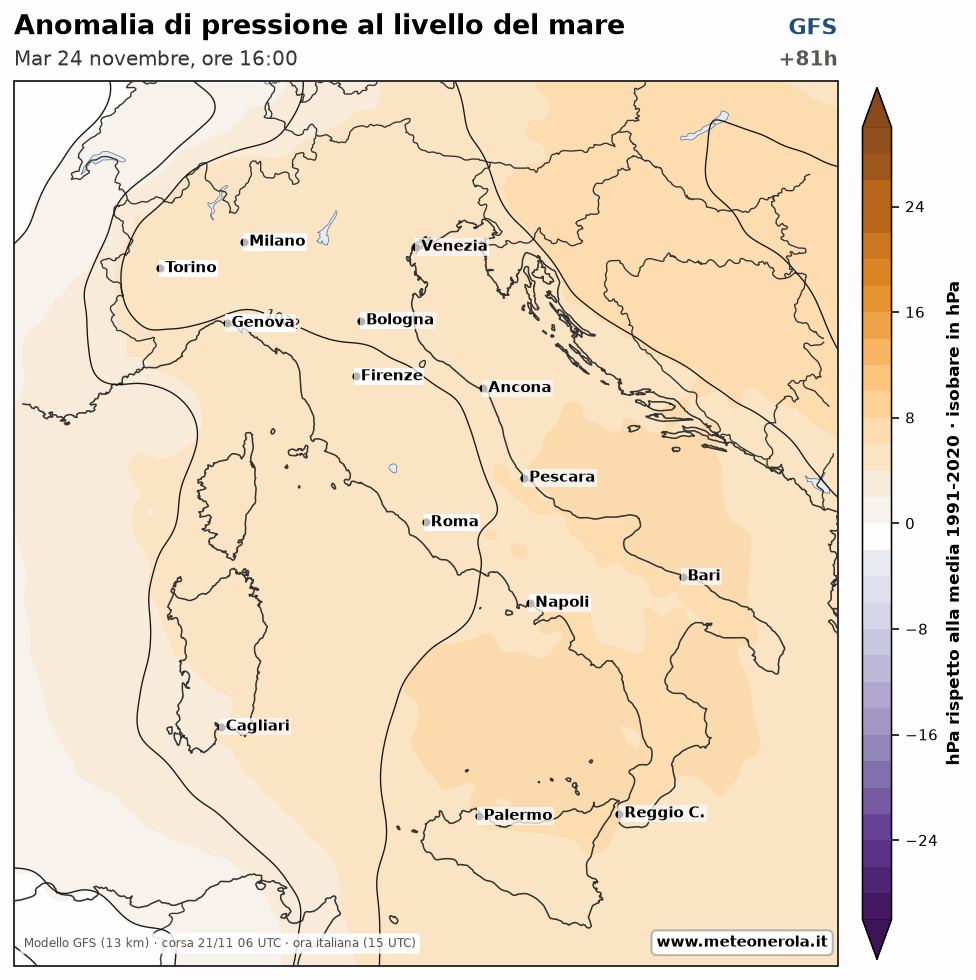 Anomalia di pressione al livello del mare
GFS
Mar 24 novembre, ore 16:00
+81h
Milano
Venezia
Torino
Genova
Bologna
Firenze
Ancona
Pescara
Roma
Bari
Napoli
Cagliari
Palermo
Reggio C.
24
16
8
0
−8
−16
−24
hPa rispetto alla media 1991-2020 · isobare in hPa
Modello GFS (13 km) · corsa 21/11 06 UTC · ora italiana (15 UTC)
www.meteonerola.it